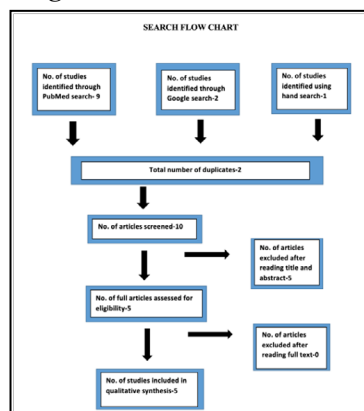 SEARCH FLOW CHART
No. of studies
identified through
PubMed search- 9
No. of studies
identified through
Google search-2
No. of studies
identified using
hand search-1
Total number of duplicates-2
No. of articles screened-10
No. of articles
excluded after
reading title and
abstract-5
No. of full articles assessed for
eligibility-5
No. of articles
excluded after
reading full text-0
No. of studies included in
qualitative synthesis-5